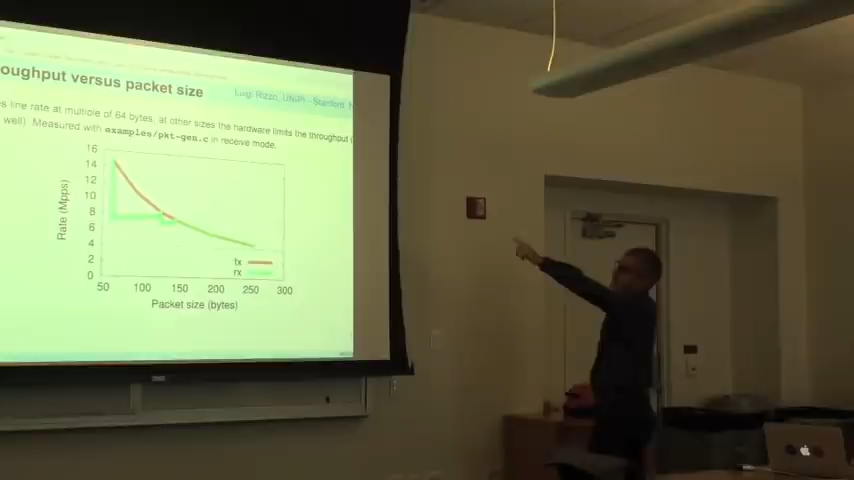 oughput versus packet size
Luigi Rizzo, UNIPI - Stanford, N
es line rate at multiple of 64 bytes, at other sizes the hardware limits the throughput (
well). Measured with examples/pkt-gen.c in receive mode.
16
14
12
10
8
6
4
2
0
Rate (Mpps)
tx
rx
50 100 150 200 250 300
Packet size (bytes)